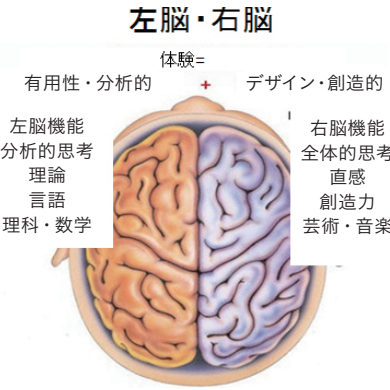 左脳・右脳
体験=
有用性・分析的 + デザイン・創造的
左脳機能
分析的思考
理論
言語
理科・数学
右脳機能
全体的思考
直感
創造力
芸術・音楽